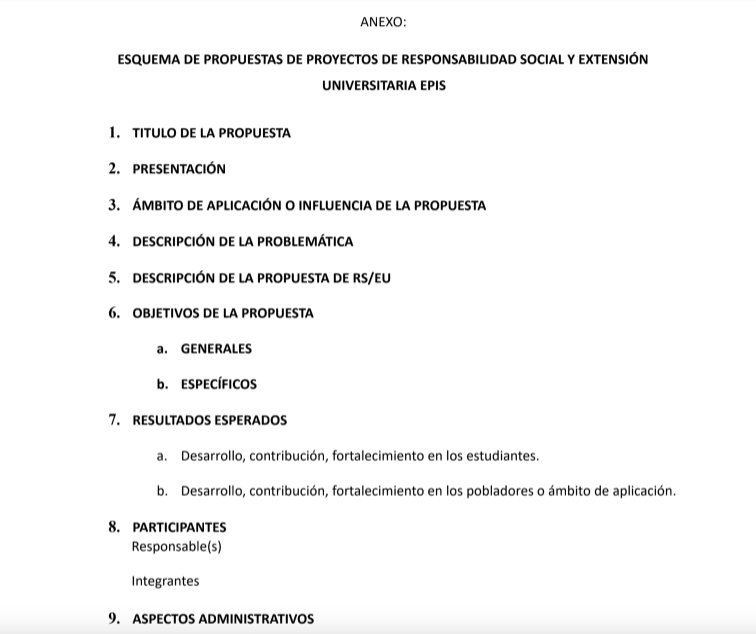 ANEXO:
ESQUEMA DE PROPUESTAS DE PROYECTOS DE RESPONSABILIDAD SOCIAL Y EXTENSIÓN
UNIVERSITARIA EPIS
1. TITULO DE LA PROPUESTA
2. PRESENTACIÓN
3. ÁMBITO DE APLICACIÓN O INFLUENCIA DE LA PROPUESTA
4. DESCRIPCIÓN DE LA PROBLEMÁTICA
5. DESCRIPCIÓN DE LA PROPUESTA DE RS/EU
6. OBJETIVOS DE LA PROPUESTA
a. GENERALES
b. ESPECÍFICOS
7. RESULTADOS ESPERADOS
a. Desarrollo, contribución, fortalecimiento en los estudiantes.
b. Desarrollo, contribución, fortalecimiento en los pobladores o ámbito de aplicación.
8. PARTICIPANTES
Responsable(s)
Integrantes
9. ASPECTOS ADMINISTRATIVOS